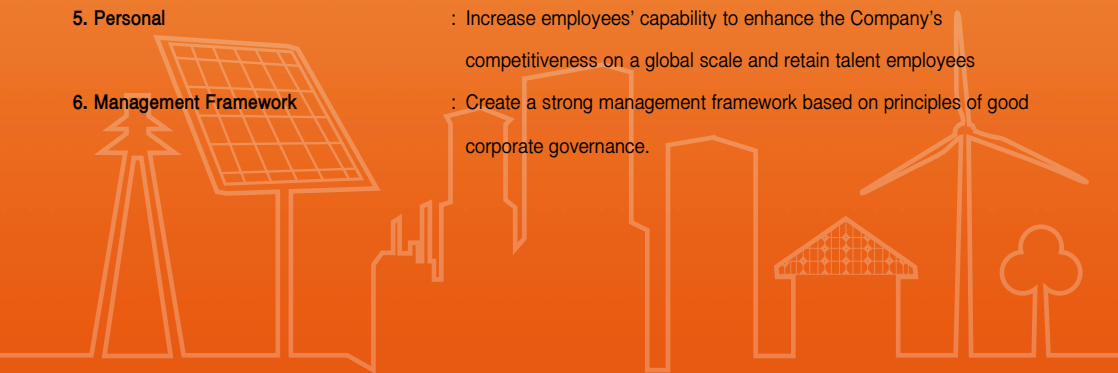 5. Personal : Increase employees’ capability to enhance the Company’s
competitiveness on a global scale and retain talent employees
6. Management Framework : Create a strong management framework based on principles of good
corporate governance.